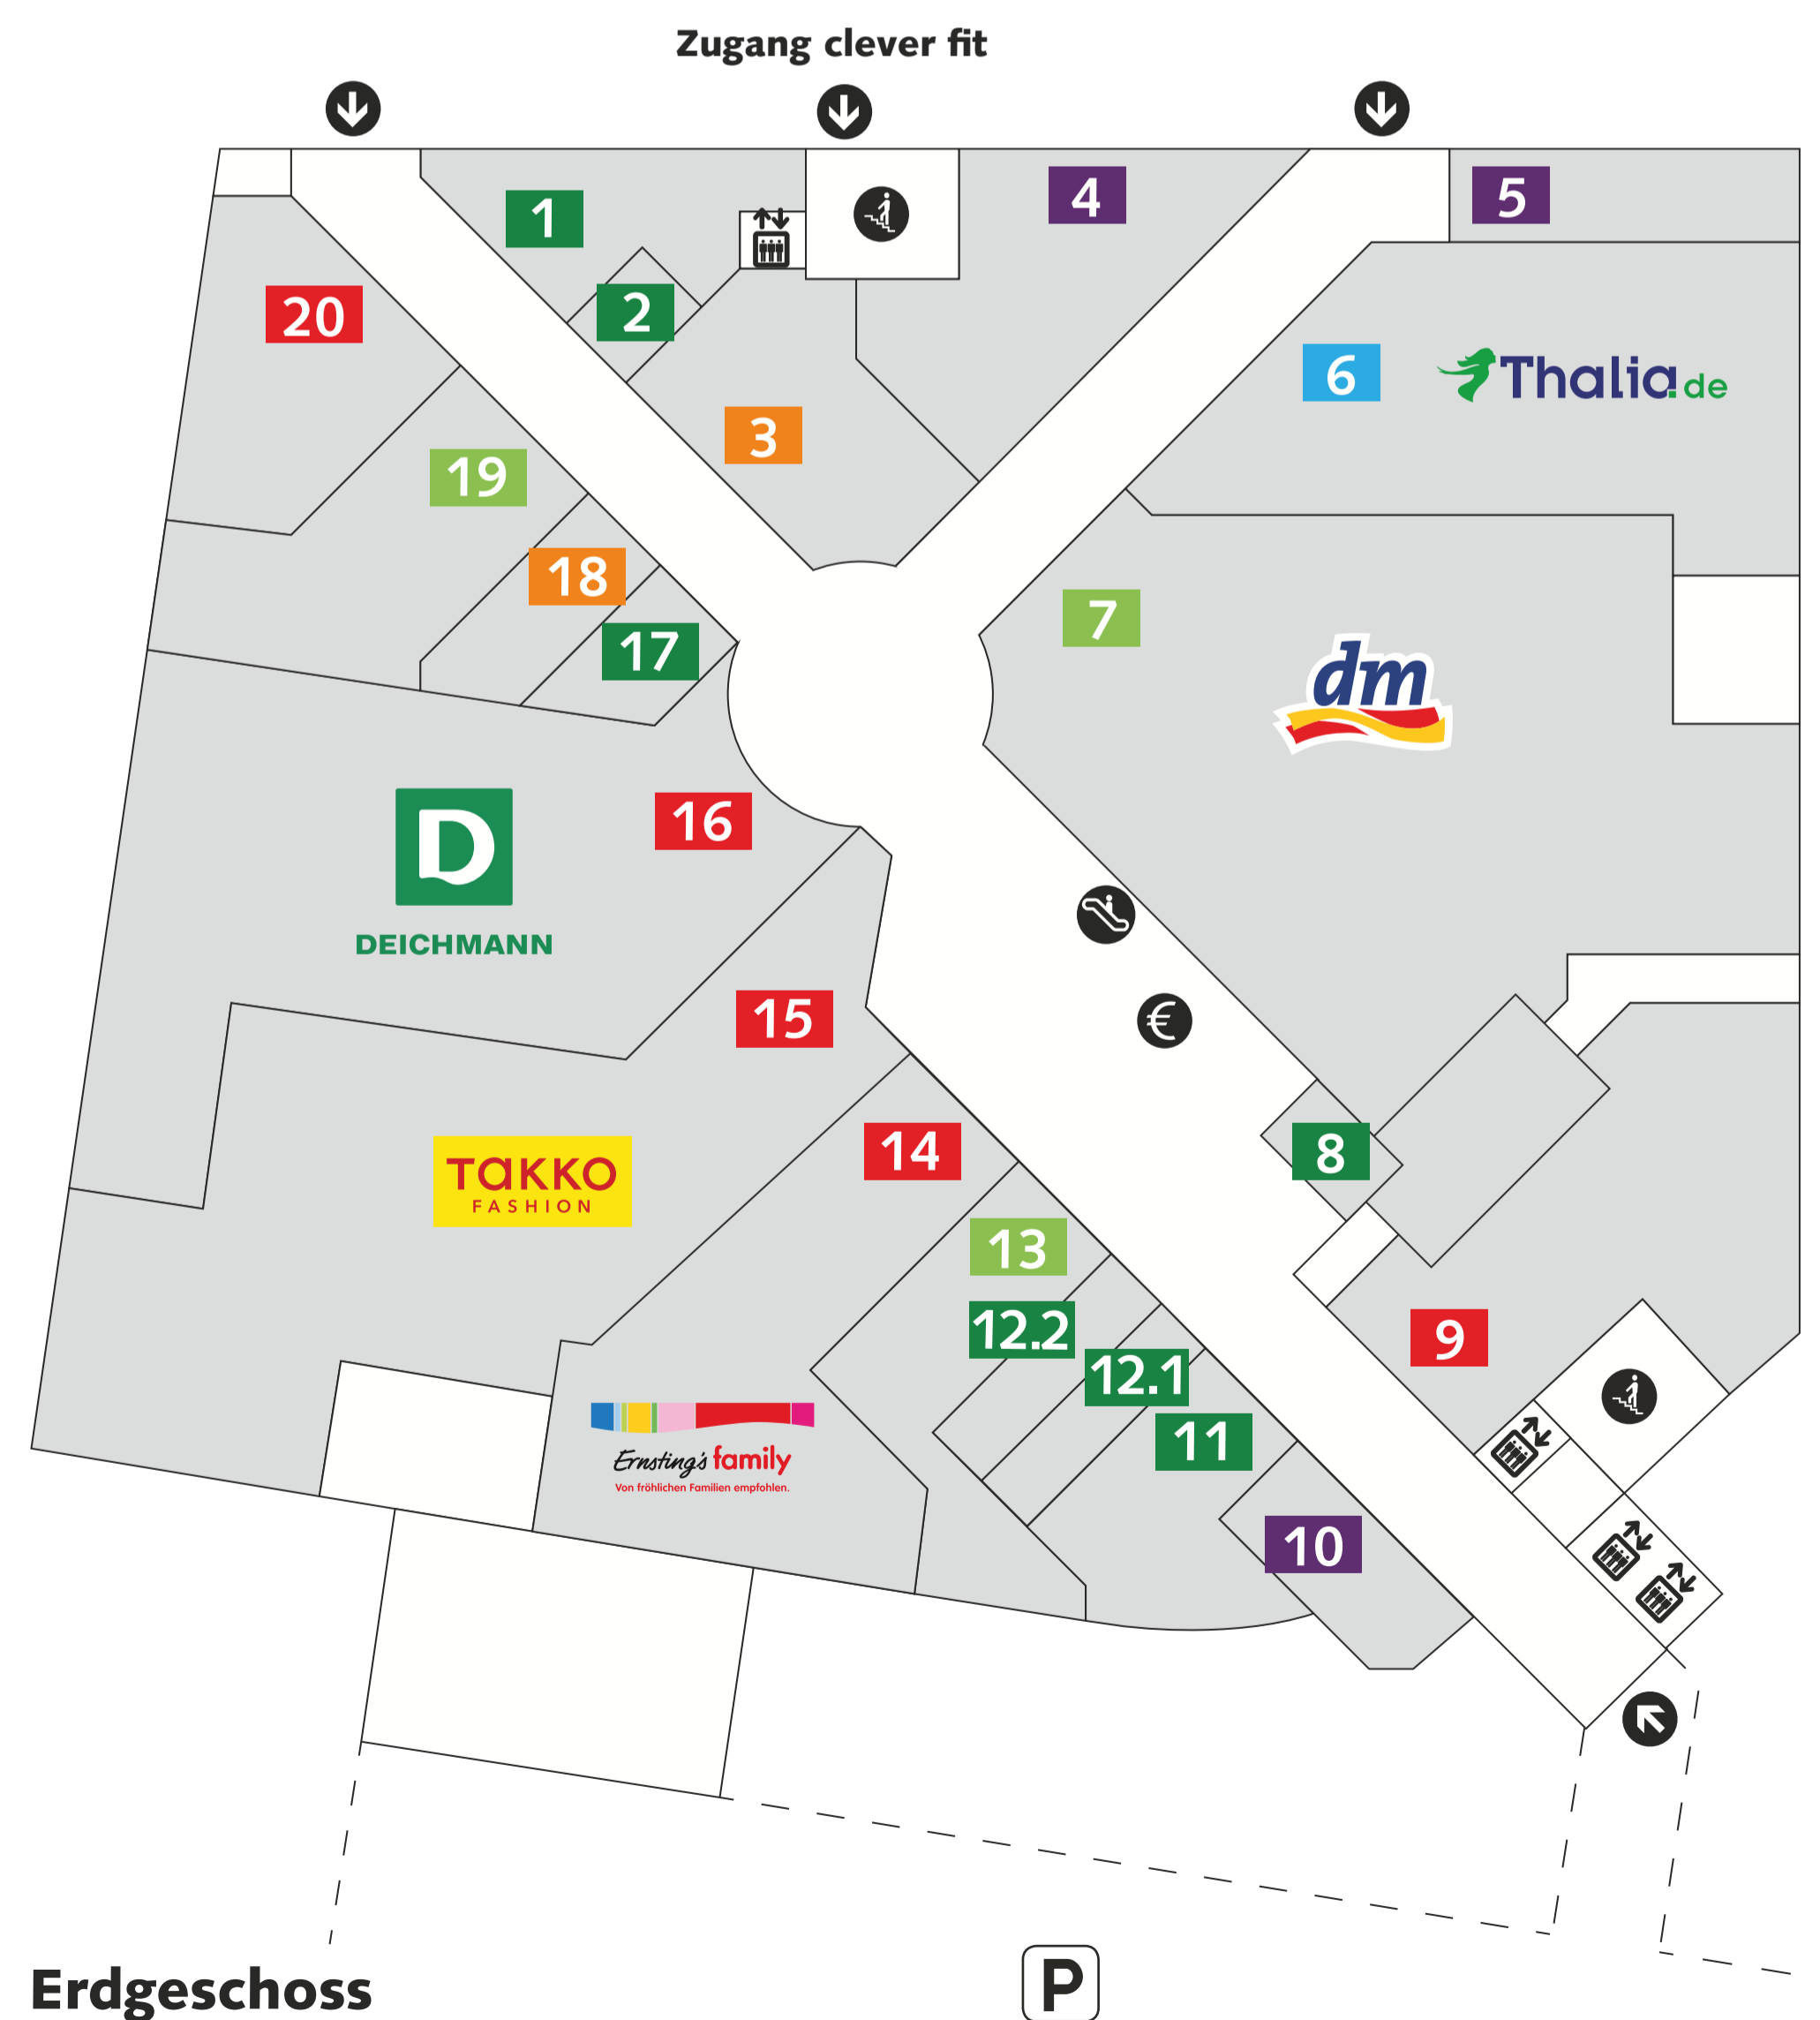 Zugang clever fit
1
4
5
2
20
6
Thalia.de
3
19
18
7
17
dm
16
D
DEICHMANN
15
€
14
8
TAKKO
FASHION
13
12.2
9
12.1
11
Ernsting's family
Von fröhlichen Familien empfohlen.
10
Erdgeschoss
P